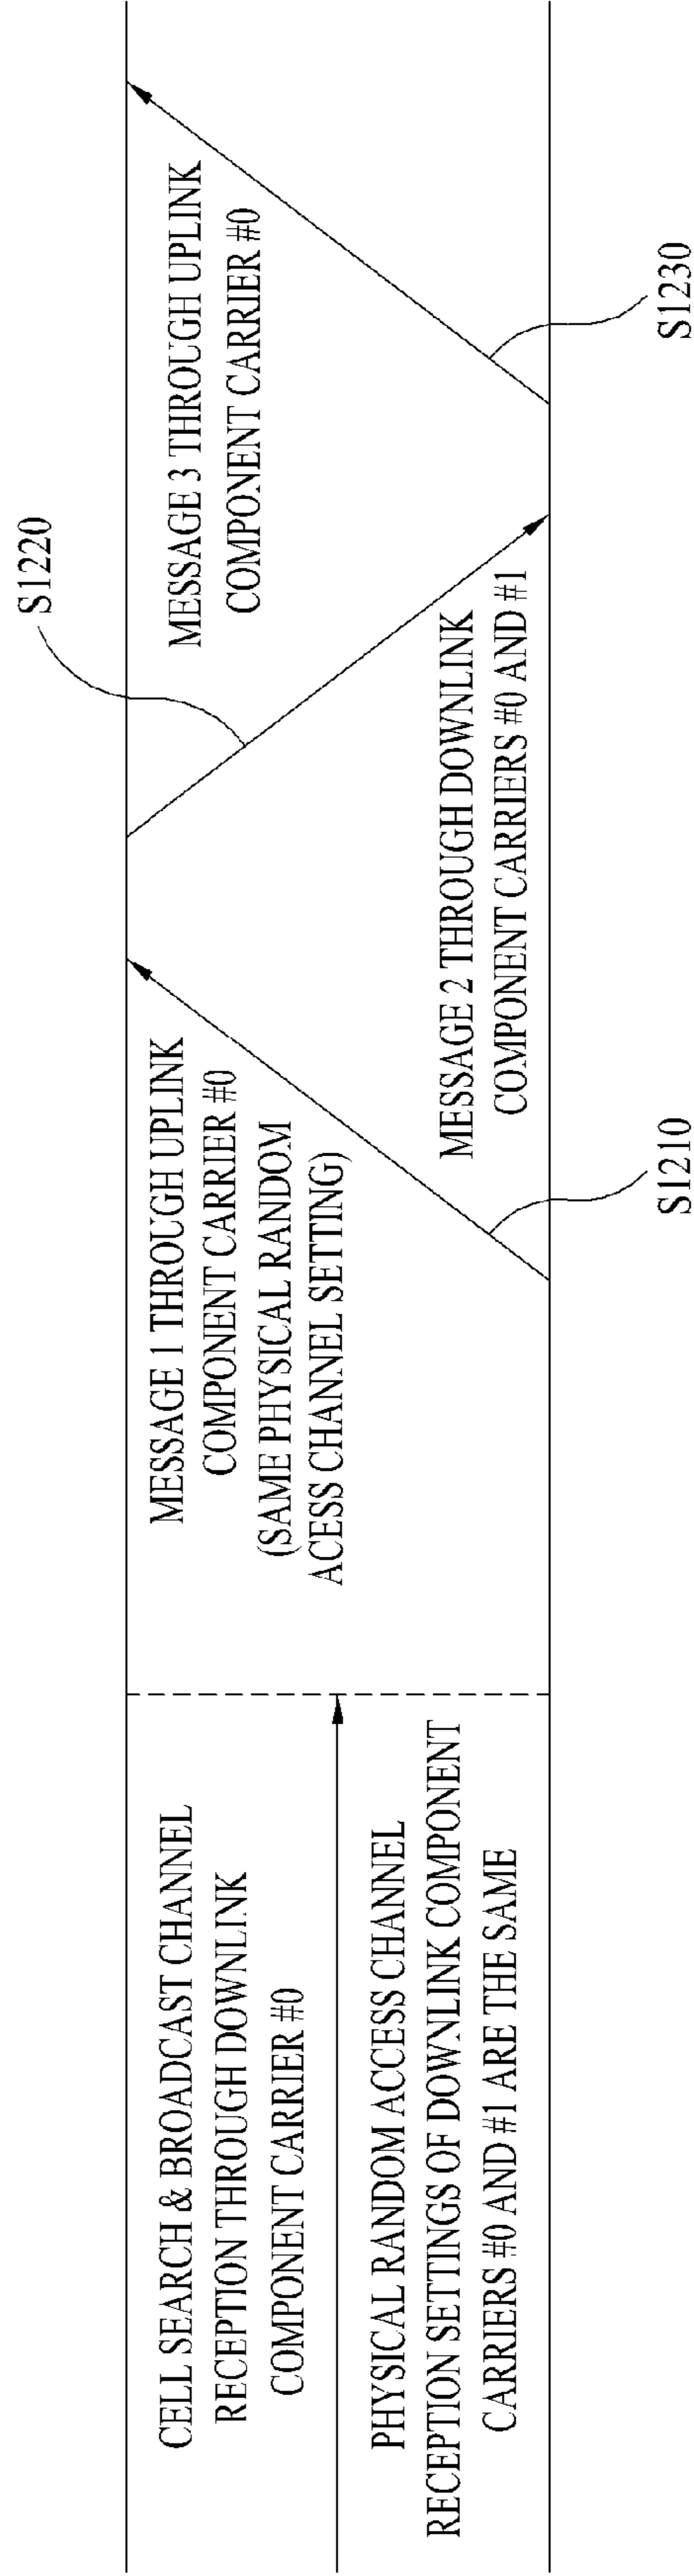 CELL SEARCH & BROADCAST CHANNEL
RECEPTION THROUGH DOWNLINK
COMPONENT CARRIER #0
PHYSICAL RANDOM ACCESS CHANNEL
RECEPTION SETTINGS OF DOWNLINK COMPONENT
CARRIERS #0 AND #1 ARE THE SAME
MESSAGE 1 THROUGH UPLINK
COMPONENT CARRIER #0
(SAME PHYSICAL RANDOM
ACESS CHANNEL SETTING)
S1210
S1220
MESSAGE 2 THROUGH DOWNLINK
COMPONENT CARRIERS #0 AND #1
MESSAGE 3 THROUGH UPLINK
COMPONENT CARRIER #0
S1230